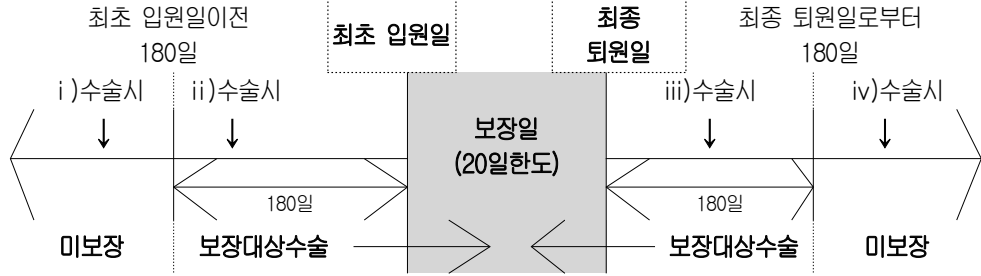 최초 입원일이전
180일
최초 입원일
최종
퇴원일
최종 퇴원일로부터
180일
ⅰ)수술시
ⅱ)수술시
ⅲ)수술시
ⅳ)수술시
보장일
(20일한도)
180일
180일
미보장
보장대상수술
보장대상수술
미보장